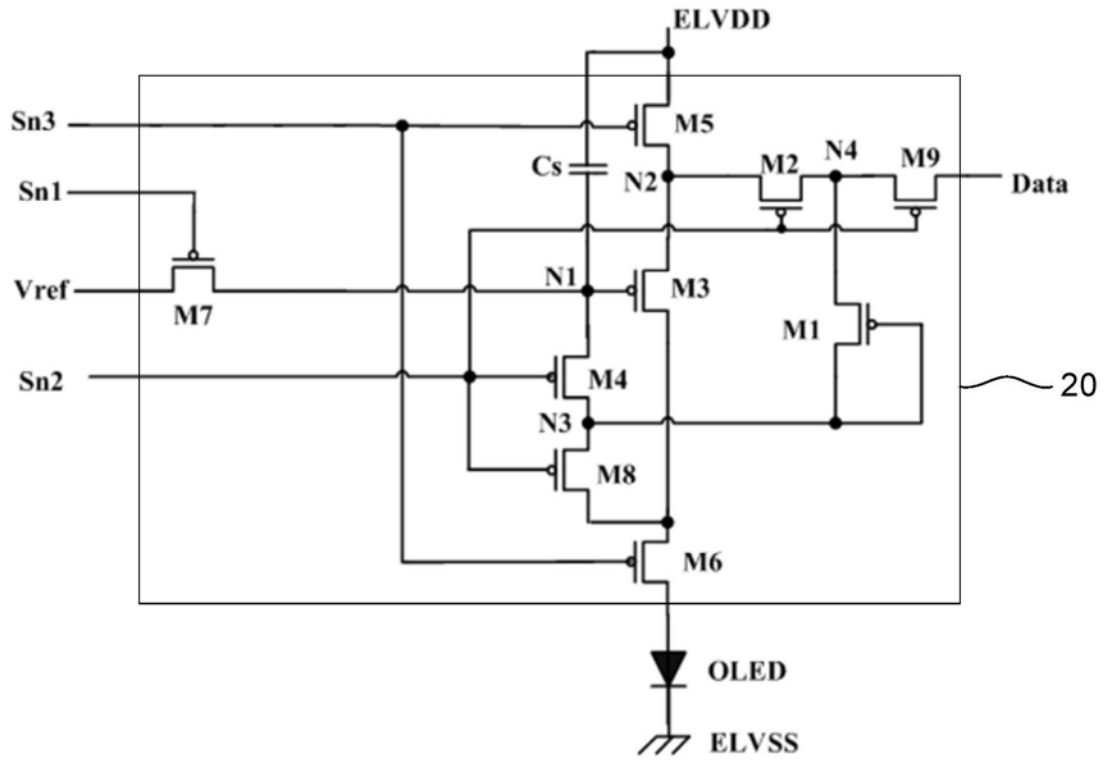 ELVDD
Sn3
M5
Sn1
Cs
N2
M2
N4
M9
Data
Vref
M7
N1
M3
M1
Sn2
M4
20
N3
M8
M6
OLED
ELVSS